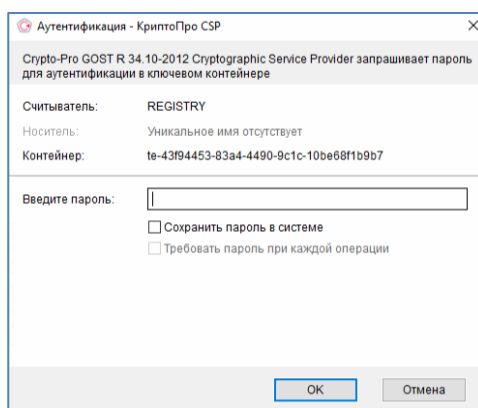 Аутентификация - КриптоПро CSP
Crypto-Pro GOST R 34.10-2012 Cryptographic Service Provider запрашивает пароль
для аутентификации в ключевом контейнере
Считыватель: REGISTRY
Носитель: Уникальное имя отсутствует
Контейнер: te-43f94453-83a4-4490-9c1c-10be68f1b9b7
Введите пароль:
Сохранить пароль в системе
Требовать пароль при каждой операции
OK Отмена